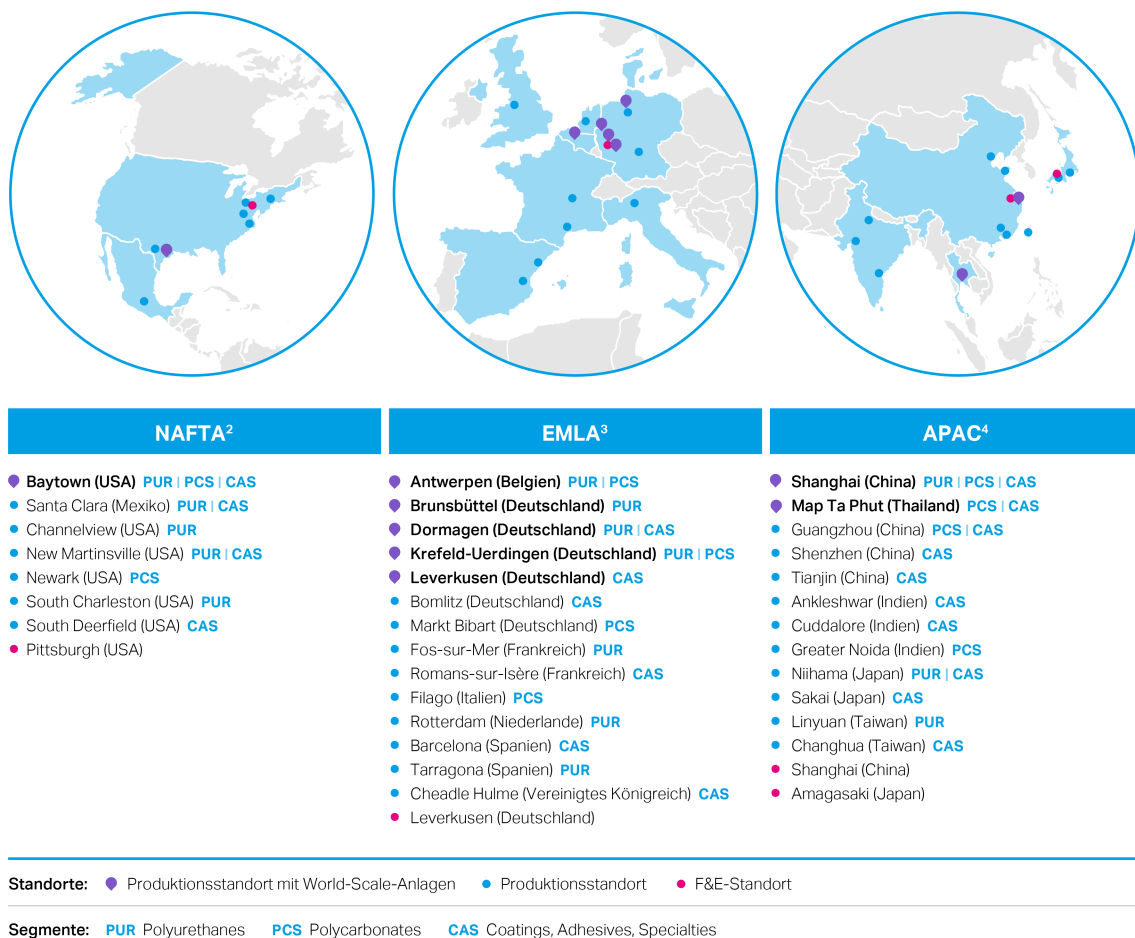 NAFTA²
Baytown (USA) PUR | PCS | CAS
Santa Clara (Mexiko) PUR | CAS
Channelview (USA) PUR
New Martinsville (USA) PUR | CAS
Newark (USA) PCS
South Charleston (USA) PUR
South Deerfield (USA) CAS
Pittsburgh (USA)
EMLA³
Antwerpen (Belgien) PUR | PCS
Brunsbüttel (Deutschland) PUR
Dormagen (Deutschland) PUR | CAS
Krefeld-Uerdingen (Deutschland) PUR | PCS
Leverkusen (Deutschland) CAS
Bomlitz (Deutschland) CAS
Markt Bibart (Deutschland) PCS
Fos-sur-Mer (Frankreich) PUR
Romans-sur-Isère (Frankreich) CAS
Filago (Italien) PCS
Rotterdam (Niederlande) PUR
Barcelona (Spanien) CAS
Tarragona (Spanien) PUR
Cheadle Hulme (Vereinigtes Königreich) CAS
Leverkusen (Deutschland)
APAC⁴
Shanghai (China) PUR | PCS | CAS
Map Ta Phut (Thailand) PCS | CAS
Guangzhou (China) PCS | CAS
Shenzhen (China) CAS
Tianjin (China) CAS
Ankleshwar (Indien) CAS
Cuddalore (Indien) CAS
Greater Noida (Indien) PCS
Niihama (Japan) PUR | CAS
Sakai (Japan) CAS
Linyuan (Taiwan) PUR
Changhua (Taiwan) CAS
Shanghai (China)
Amagasaki (Japan)
Standorte: Produktionsstandort mit World-Scale-Anlagen Produktionsstandort F&E-Standort
Segmente: PUR Polyurethanes PCS Polycarbonates CAS Coatings, Adhesives, Specialties